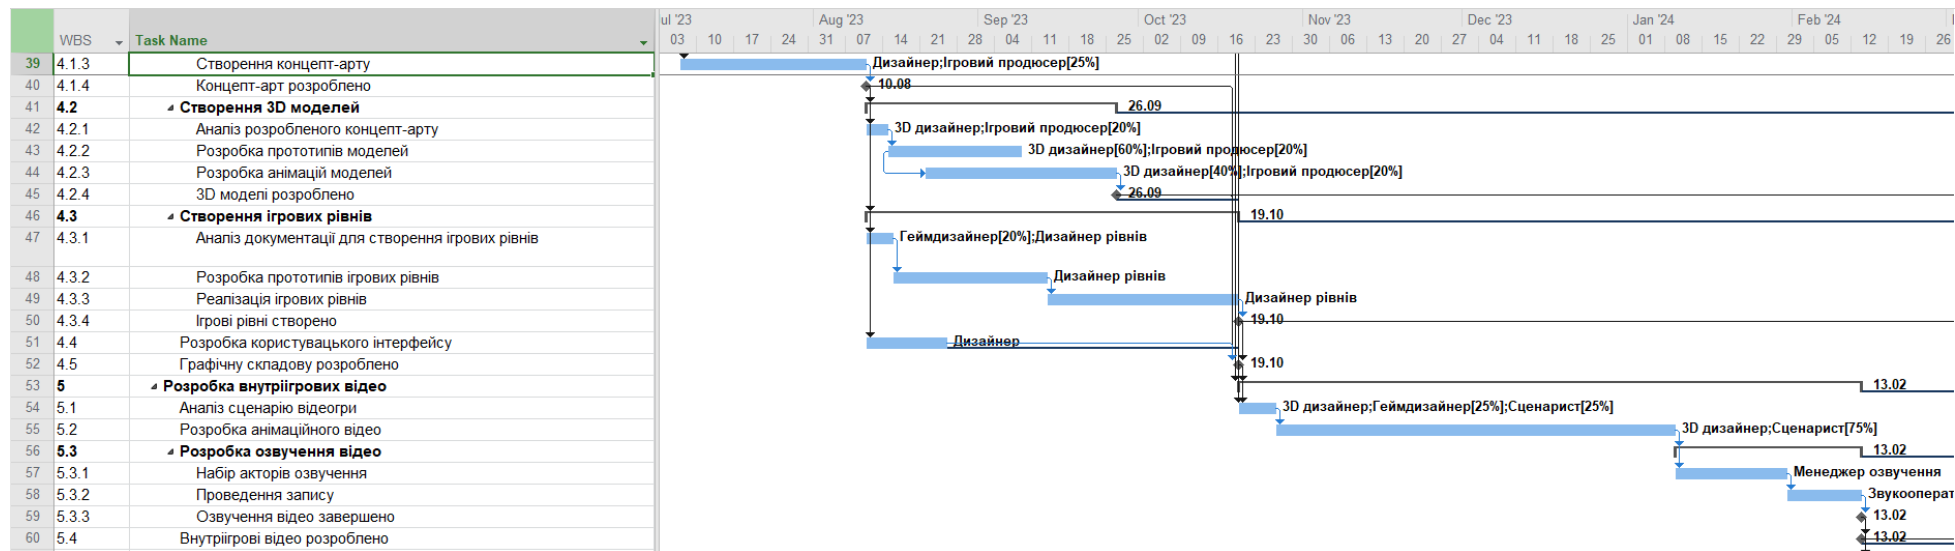 ul '23 Aug '23 Sep '23 Oct '23 Nov '23 Dec '23 Jan '24 Feb '24
WBS Task Name 03 10 17 24 31 07 14 21 28 04 11 18 25 02 09 16 23 30 06 13 20 27 04 11 18 25 01 08 15 22 29 05 12 19 26
39 4.1.3 Створення концепт-арту Дизайнер;Ігровий продюсер[25%]
40 4.1.4 Концепт-арт розроблено 10.08
41 4.2 Створення 3D моделей 26.09
42 4.2.1 Аналіз розробленого концепт-арту 3D дизайнер;Ігровий продюсер[20%]
43 4.2.2 Розробка прототипів моделей 3D дизайнер[60%];Ігровий продюсер[20%]
44 4.2.3 Розробка анімацій моделей 3D дизайнер[40%];Ігровий продюсер[20%]
45 4.2.4 3D моделі розроблено 26.09
46 4.3 Створення ігрових рівнів 19.10
47 4.3.1 Аналіз документації для створення ігрових рівнів Геймдизайнер[20%];Дизайнер рівнів
48 4.3.2 Розробка прототипів ігрових рівнів Дизайнер рівнів
49 4.3.3 Реалізація ігрових рівнів Дизайнер рівнів
50 4.3.4 Ігрові рівні створено 19.10
51 4.4 Розробка користувацького інтерфейсу Дизайнер
52 4.5 Графічну складову розроблено 19.10
53 5 Розробка внутріігрових відео 13.02
54 5.1 Аналіз сценарію відеогри 3D дизайнер;Геймдизайнер[25%];Сценарист[25%]
55 5.2 Розробка анімаційного відео 3D дизайнер;Сценарист[75%]
56 5.3 Розробка озвучення відео 13.02
57 5.3.1 Набір акторів озвучення Менеджер озвучення
58 5.3.2 Проведення запису Звукооперат
59 5.3.3 Озвучення відео завершено 13.02
60 5.4 Внутріігрові відео розроблено 13.02